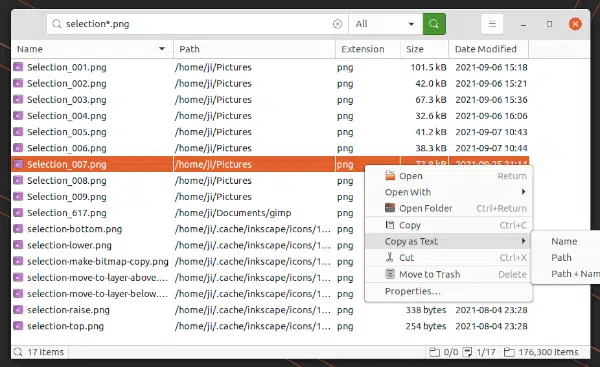 selection*.png All
Name Path Extension Size Date Modified
Selection_001.png /home/ji/Pictures png 101.5 kB 2021-09-06 15:18
Selection_002.png /home/ji/Pictures png 42.0 kB 2021-09-06 15:21
Selection_003.png /home/ji/Pictures png 67.3 kB 2021-09-06 15:36
Selection_004.png /home/ji/Pictures png 32.6 kB 2021-09-06 16:06
Selection_005.png /home/ji/Pictures png 41.2 kB 2021-09-07 10:43
Selection_006.png /home/ji/Pictures png 38.3 kB 2021-09-07 10:44
Selection_007.png /home/ji/Pictures png 72.8 kB 2021-09-25 21:14
Selection_008.png /home/ji/Pictures png Open Return
Selection_009.png /home/ji/Pictures png Open With
Selection_617.png /home/ji/Documents/gimp png Open Folder Ctrl+Return
selection-bottom.png /home/ji/.cache/inkscape/icons/1... png Copy Ctrl+C
selection-lower.png /home/ji/.cache/inkscape/icons/1... png Copy as Text Name
selection-make-bitmap-copy.png /home/ji/.cache/inkscape/icons/1... png Cut Ctrl+X Path
selection-move-to-layer-above.... /home/ji/.cache/inkscape/icons/1... png Move to Trash Delete Path + Nam
selection-move-to-layer-below.... /home/ji/.cache/inkscape/icons/1... png Properties...
selection-raise.png /home/ji/.cache/inkscape/icons/1... png 338 bytes 2021-08-04 23:28
selection-top.png /home/ji/.cache/inkscape/icons/1... png 254 bytes 2021-08-04 23:28
17 Items 0/0 1/17 176,300 Items